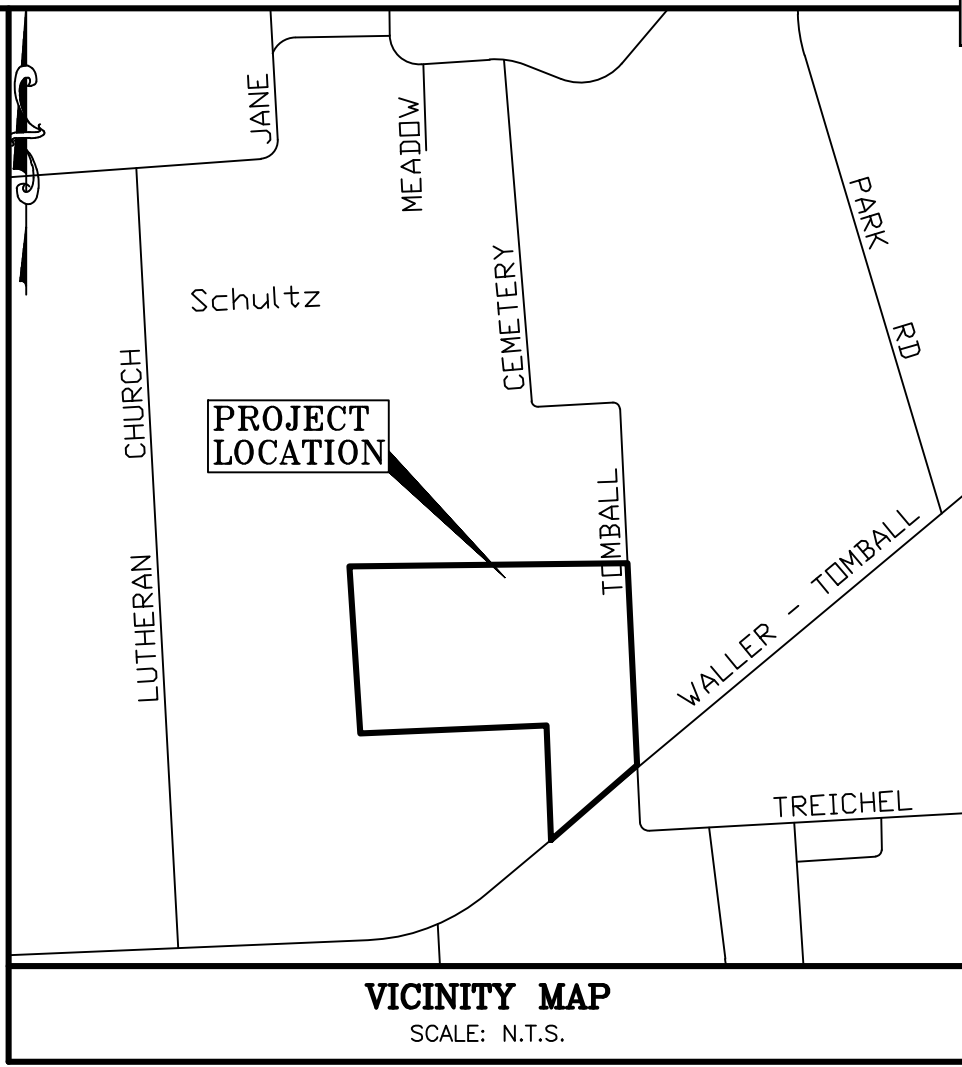 JANE
MEADOW
PARK
RD
CEMETERY
Schultz
CHURCH
PROJECT
LOCATION
TOMBALL
WALLER - TOMBALL
LUTHERAN
TREICHEL
VICINITY MAP
SCALE: N.T.S.